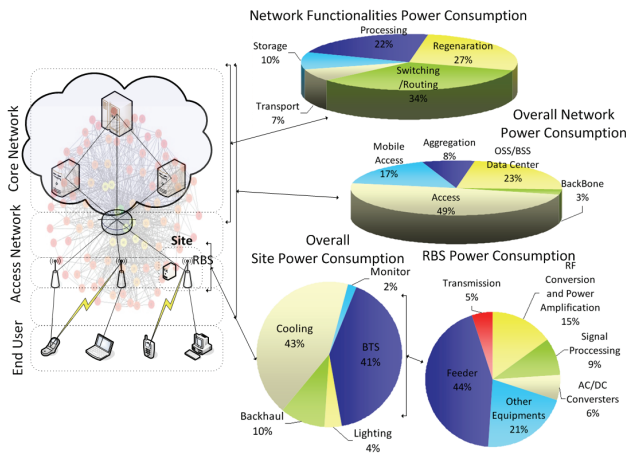 Network Functionalities Power Consumption
Processing
22%
Regenaration
27%
Storage
10%
Switching
/Routing
34%
Transport
7%
Overall Network
Power Consumption
Aggregation
8%
OSS/BSS
Data Center
23%
Mobile
Access
17%
BackBone
3%
Access
49%
Core Network
Access Network
End User
Site
RBS
Overall
Site Power Consumption
Monitor
2%
Cooling
43%
BTS
41%
Backhaul
10%
Lighting
4%
RBS Power Consumption
Transmission
5%
RF
Conversion
and Power
Amplification
15%
Signal
Processing
9%
Feeder
44%
AC/DC
Conversters
6%
Other
Equipments
21%